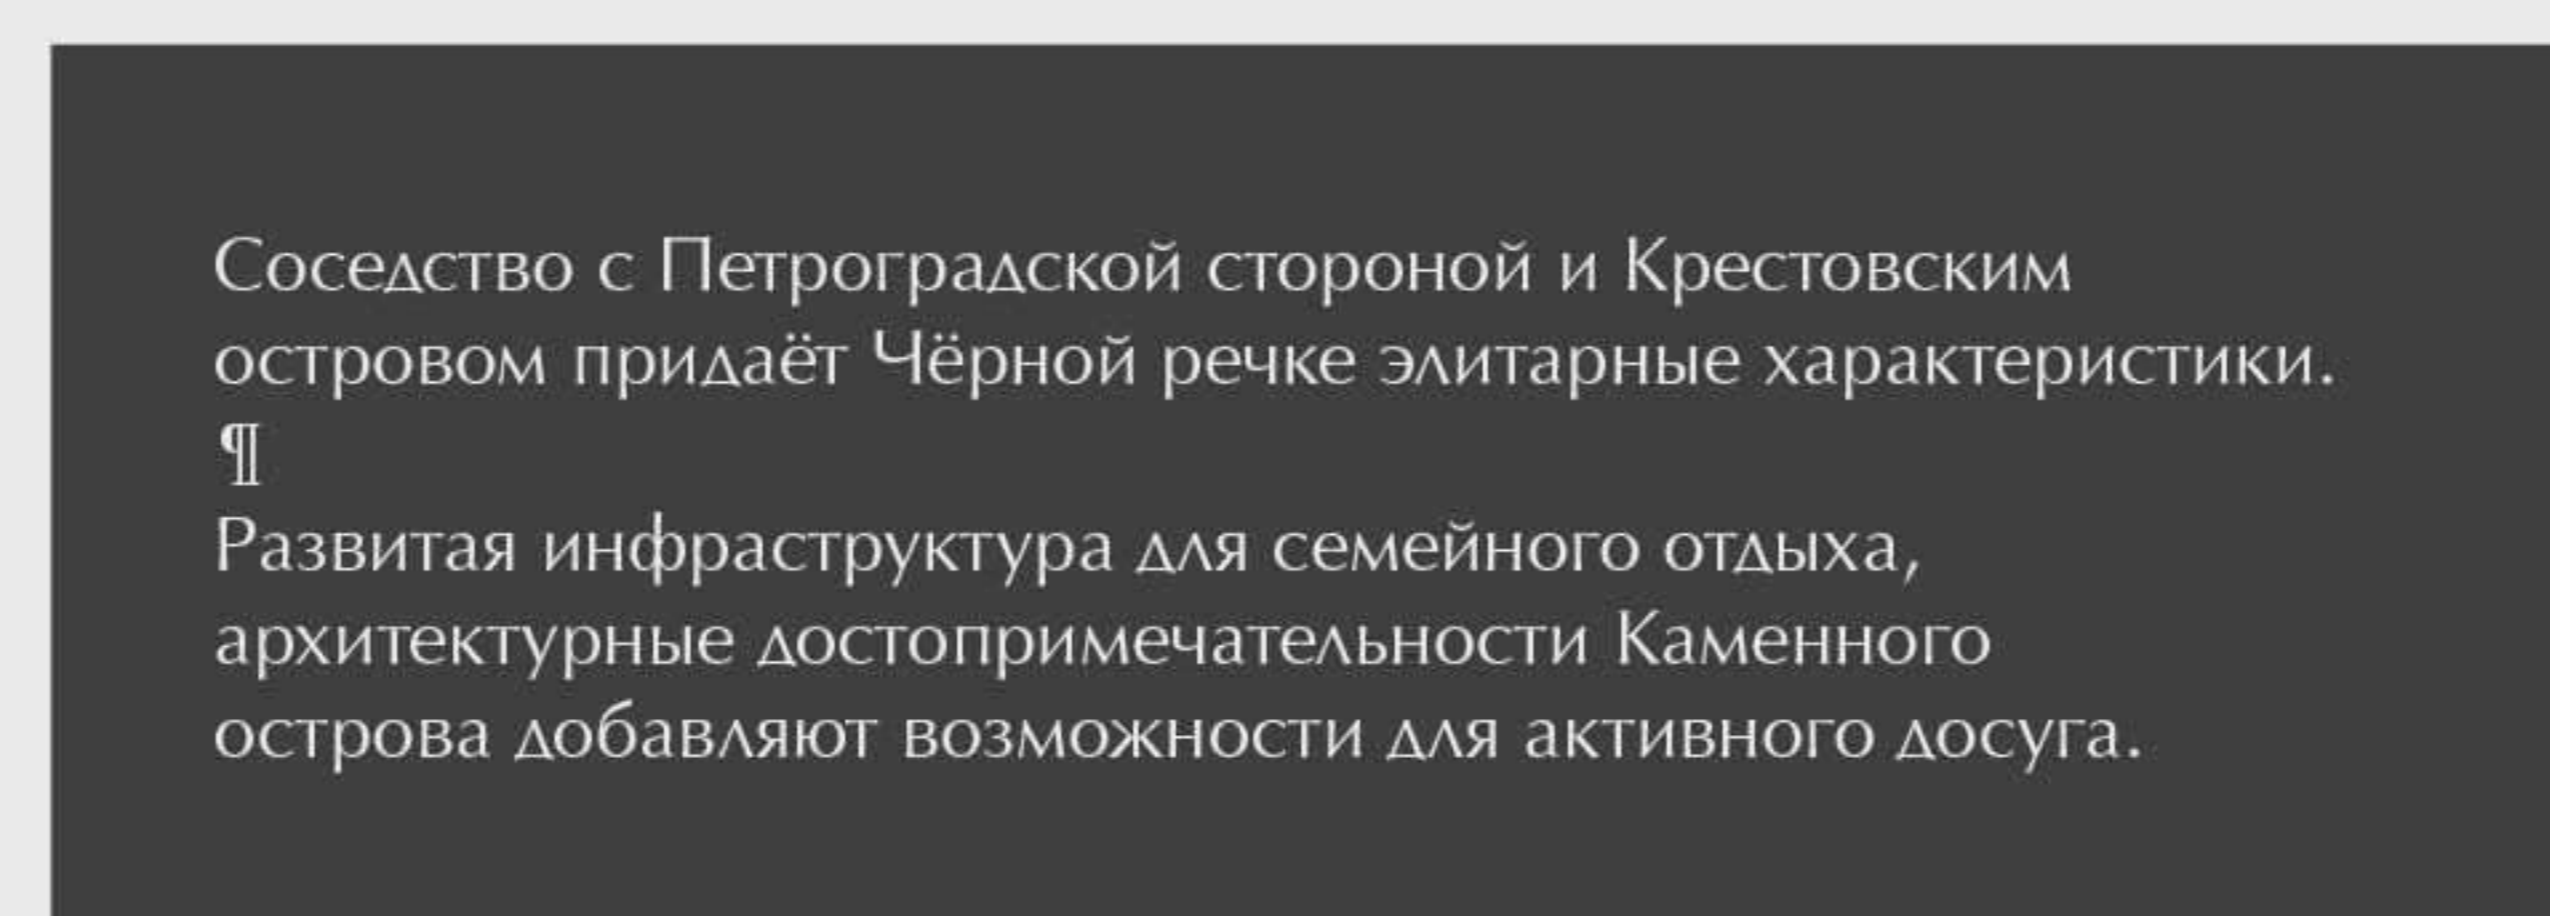 Соседство с Петроградской стороной и Крестовским
островом придаёт Чёрной речке элитарные характеристики.
¶
Развитая инфраструктура для семейного отдыха,
архитектурные достопримечательности Каменного
острова добавляют возможности для активного досуга.